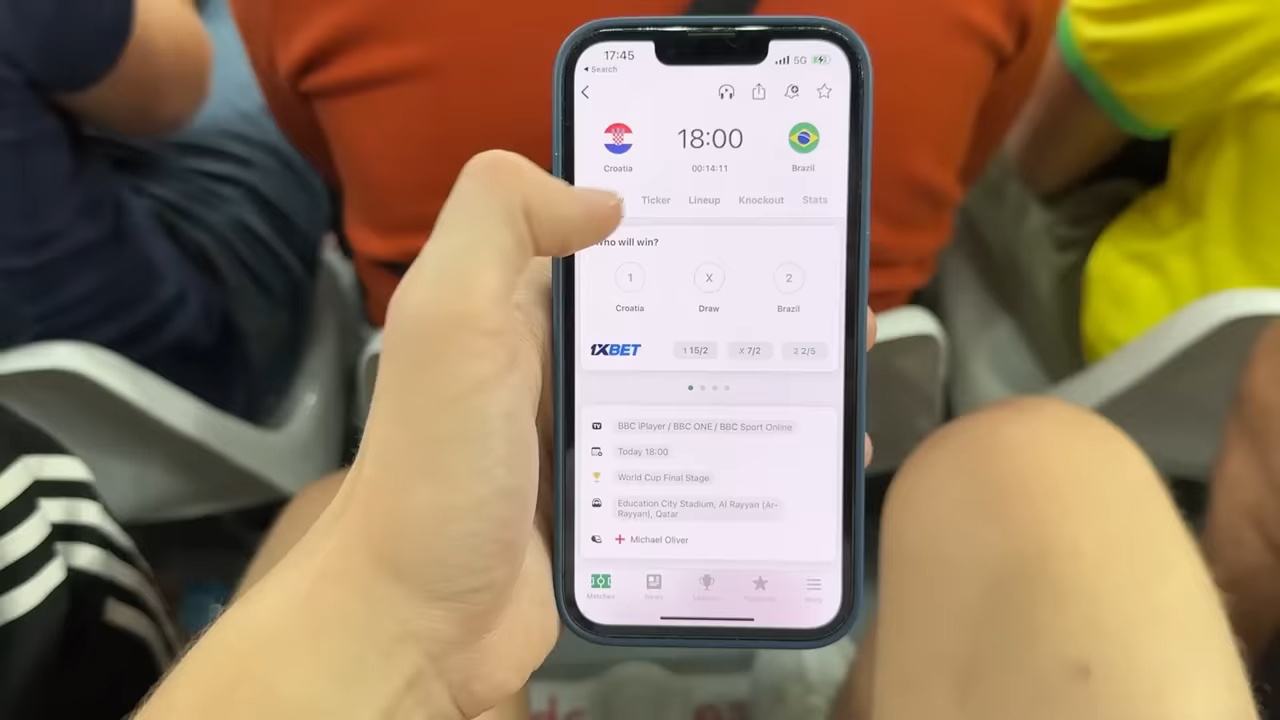 17:45
5G
Search
18:00
Croatia
00:14:11
Brazil
Ticker Lineup Knockout Stats
Who will win?
1 X 2
Croatia Draw Brazil
1XBET 1 15/2 X 7/2 2 2/5
TV BBC iPlayer / BBC ONE / BBC Sport Online
Today 18:00
World Cup Final Stage
Education City Stadium, Al Rayyan (Ar-
Rayyan), Qatar
Michael Oliver
Matches News